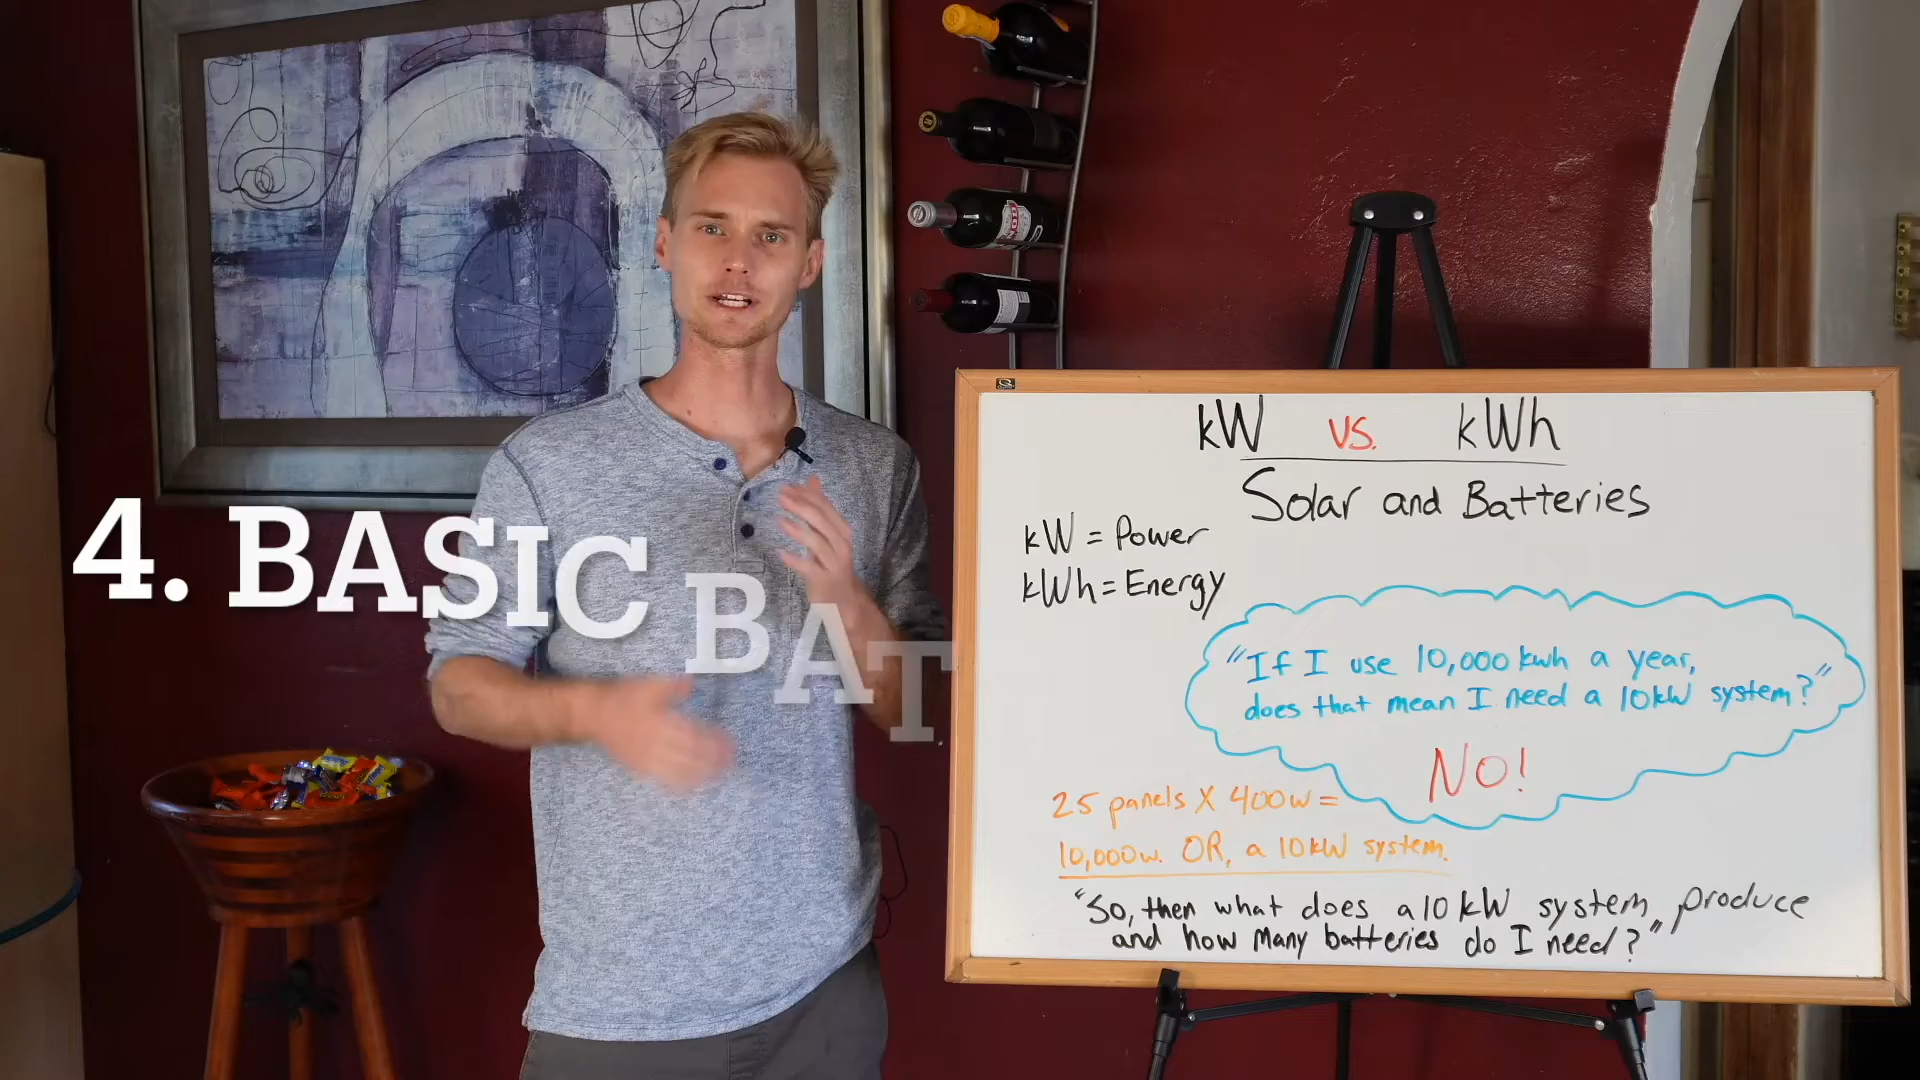 4. BASIC BAT
kW vs. kWh
Solar and Batteries
kW = Power
kWh = Energy
"If I use 10,000 kwh a year,
does that mean I need a 10kW system?"
NO!
25 panels X 400w =
10,000w. OR, a 10kW system.
"So, then what does a 10 kW system produce
and how many batteries do I need?"